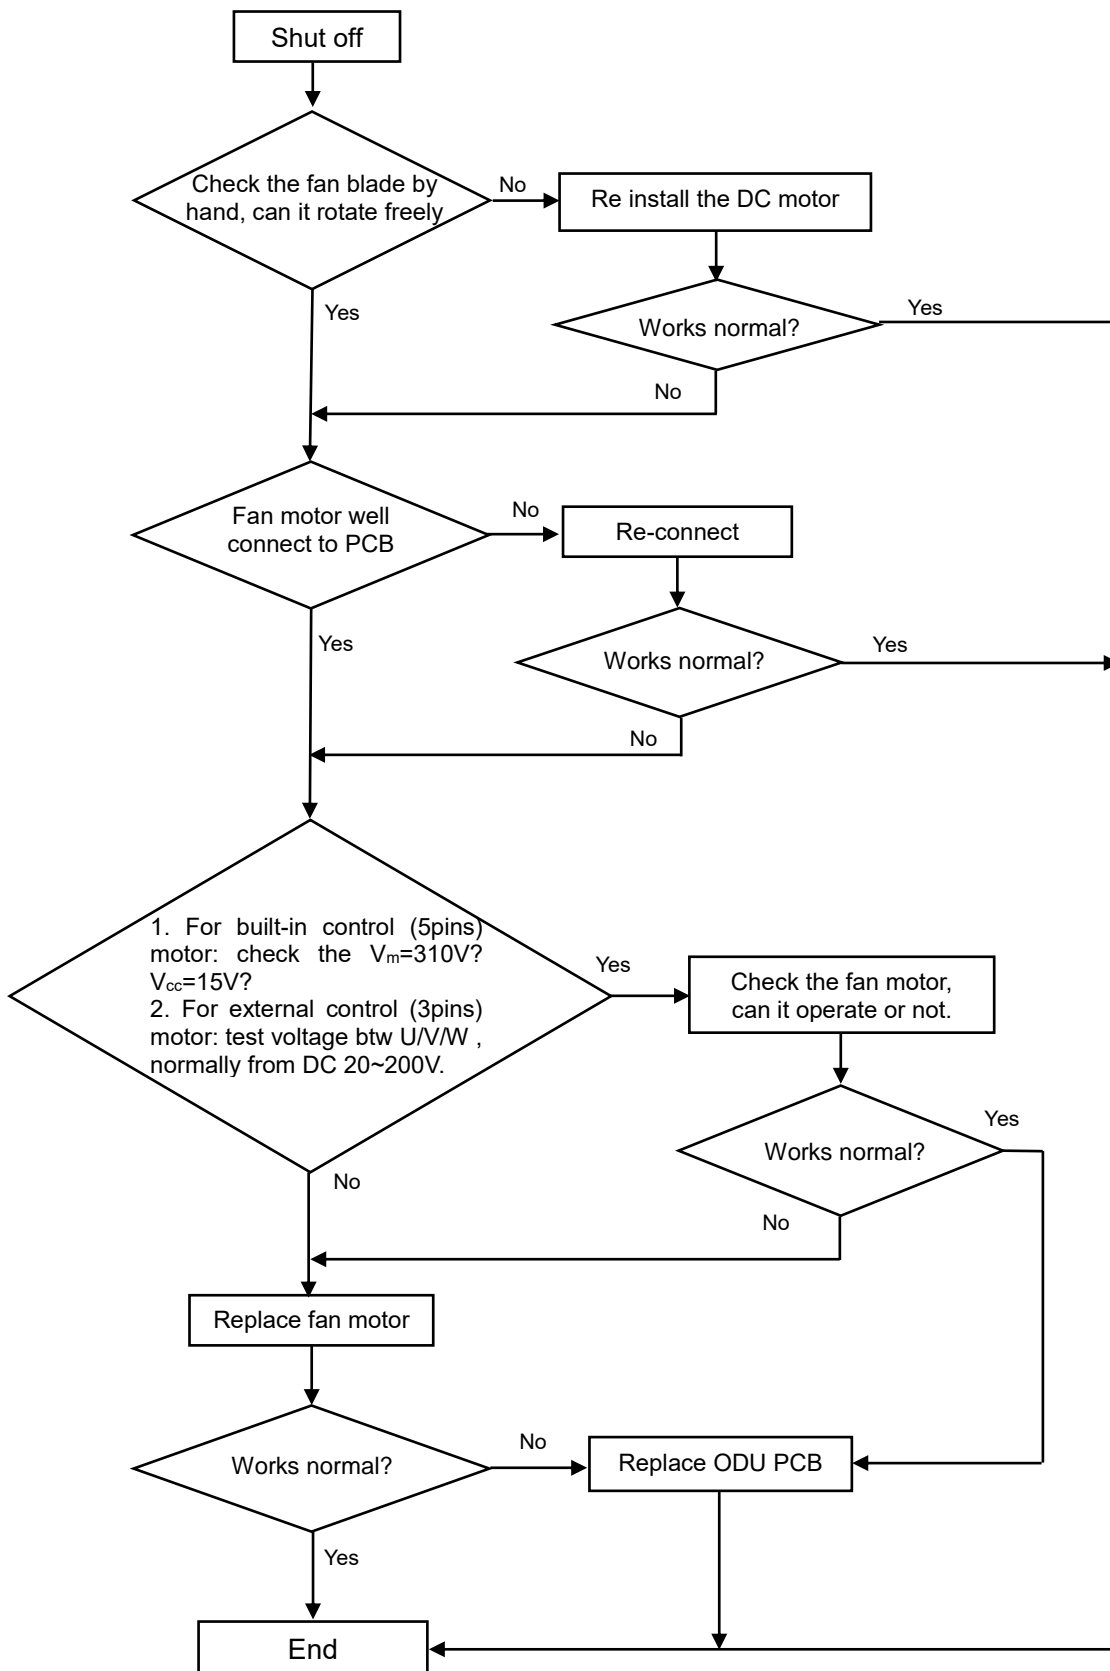 Shut off
Check the fan blade by
hand, can it rotate freely
No
Re install the DC motor
Yes
Works normal?
Yes
No
Fan motor well
connect to PCB
No
Re-connect
Yes
Works normal?
Yes
No
1. For built-in control (5pins)
motor: check the Vm=310V?
Vcc=15V?
2. For external control (3pins)
motor: test voltage btw U/V/W ,
normally from DC 20~200V.
Yes
Check the fan motor,
can it operate or not.
Works normal?
Yes
No
No
Replace fan motor
Works normal?
No
Replace ODU PCB
Yes
End